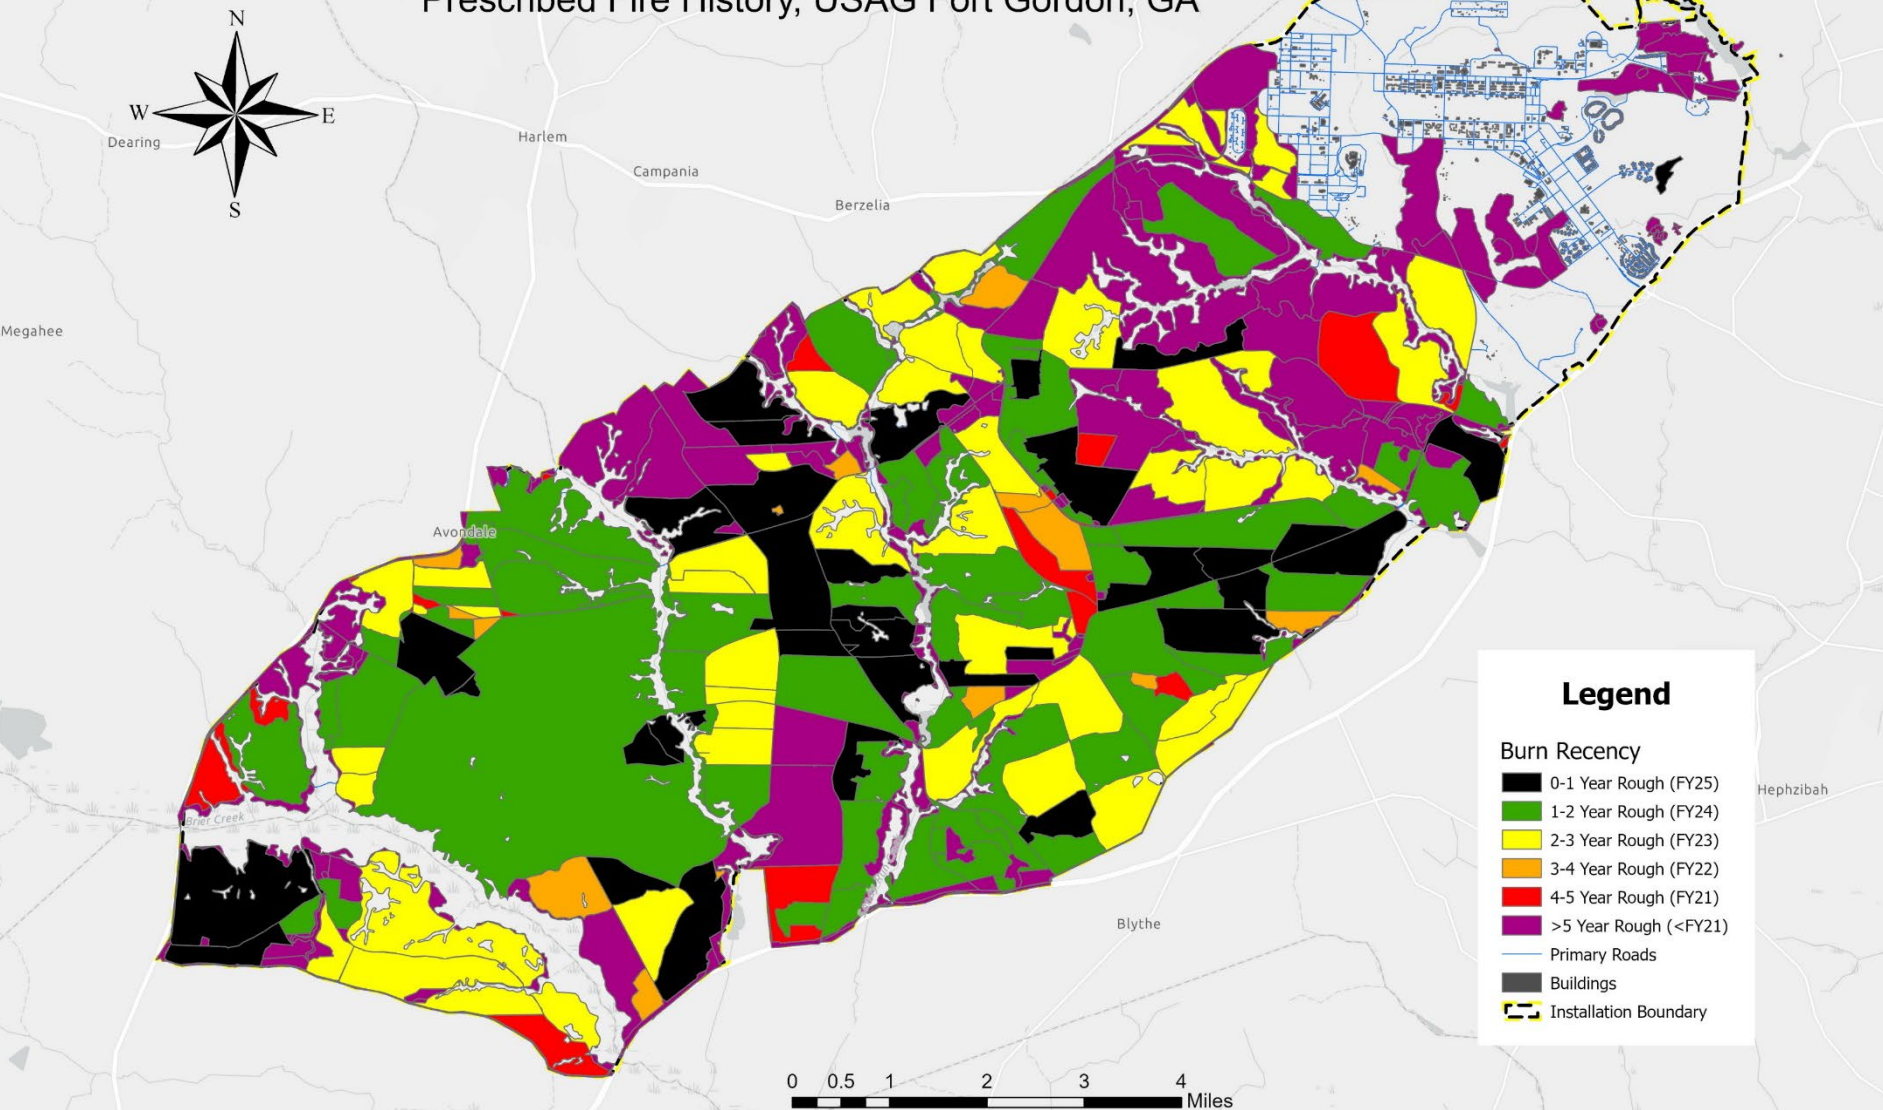 Prescribed Fire History, USAG Fort Gordon, GA
N
W
E
S
Dearing
Harlem
Campania
Berzelia
Megahee
Avondale
Brier Creek
Hephzibah
Blythe
Legend
Burn Recency
0-1 Year Rough (FY25)
1-2 Year Rough (FY24)
2-3 Year Rough (FY23)
3-4 Year Rough (FY22)
4-5 Year Rough (FY21)
>5 Year Rough (<FY21)
Primary Roads
Buildings
Installation Boundary
0 0.5 1 2 3 4
Miles